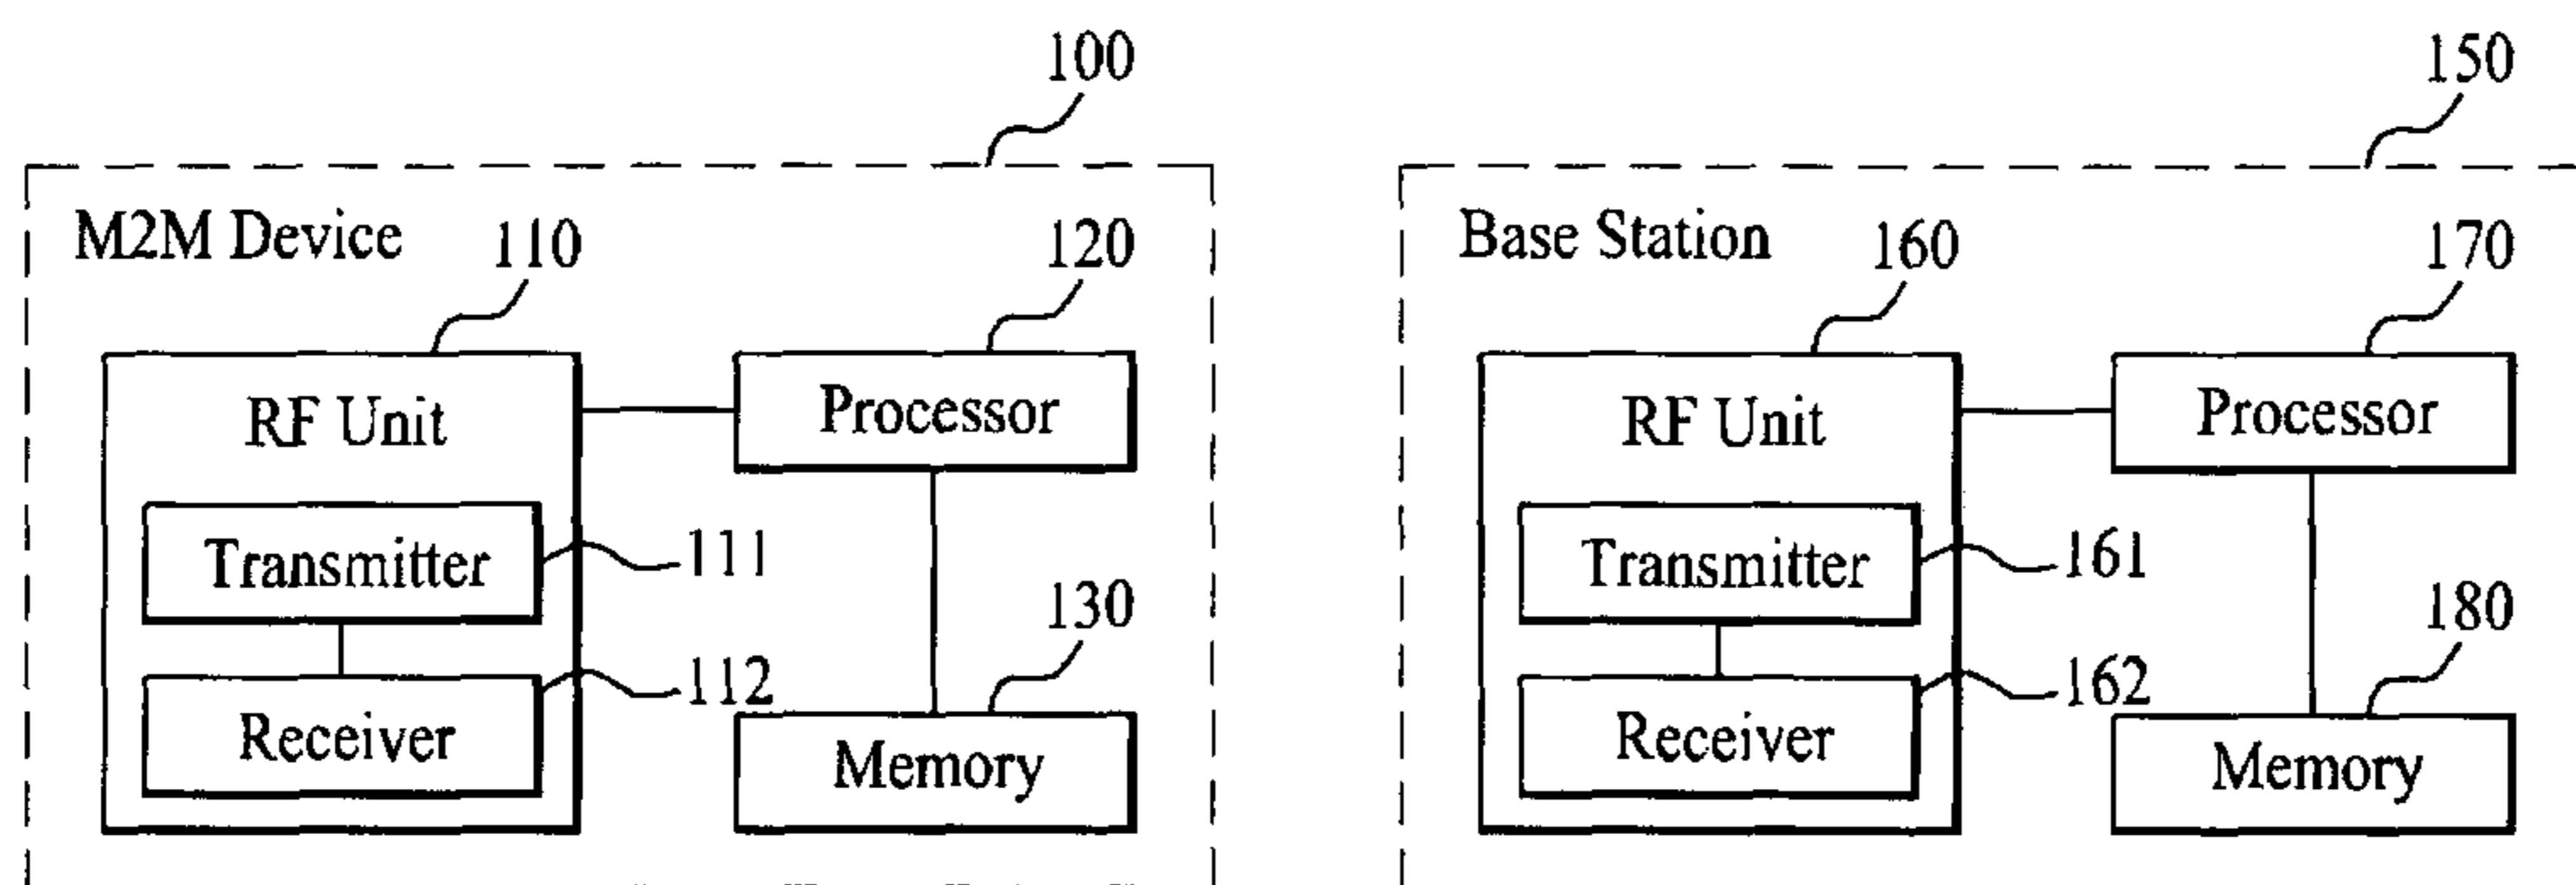 100
150
M2M Device
110
120
Base Station
160
170
RF Unit
Processor
RF Unit
Processor
Transmitter
111
130
Transmitter
161
180
Receiver
112
Memory
Receiver
162
Memory